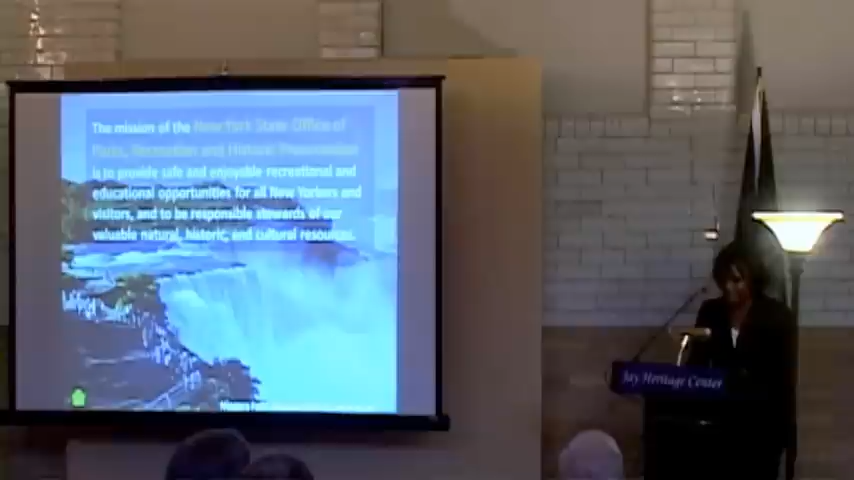 The mission of the New York State Office of
Parks, Recreation and Historic Preservation
is to provide safe and enjoyable recreational and
educational opportunities for all New Yorkers and
visitors, and to be responsible stewards of our
valuable natural, historic, and cultural resources.
Jay Heritage Center